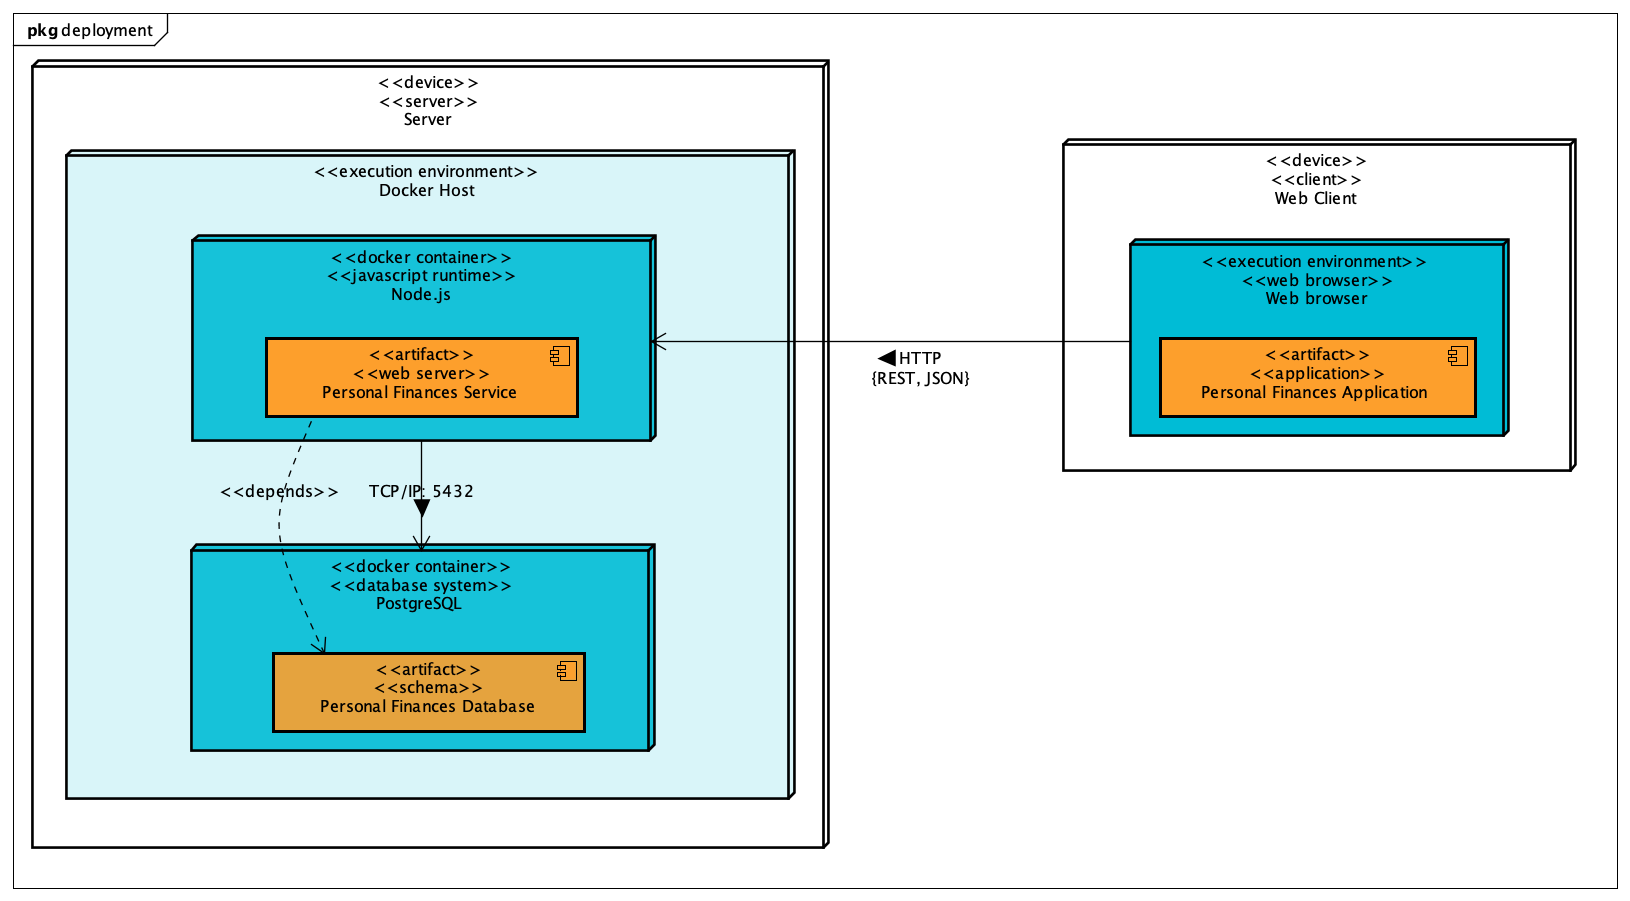 pkg deployment
<<device>>
<<server>>
Server
<<execution environment>>
Docker Host
<<docker container>>
<<javascript runtime>>
Node.js
<<artifact>>
<<web server>>
Personal Finances Service
<<depends>>
TCP/IP: 5432
<<docker container>>
<<database system>>
PostgreSQL
<<artifact>>
<<schema>>
Personal Finances Database
HTTP
{REST, JSON}
<<device>>
<<client>>
Web Client
<<execution environment>>
<<web browser>>
Web browser
<<artifact>>
<<application>>
Personal Finances Application